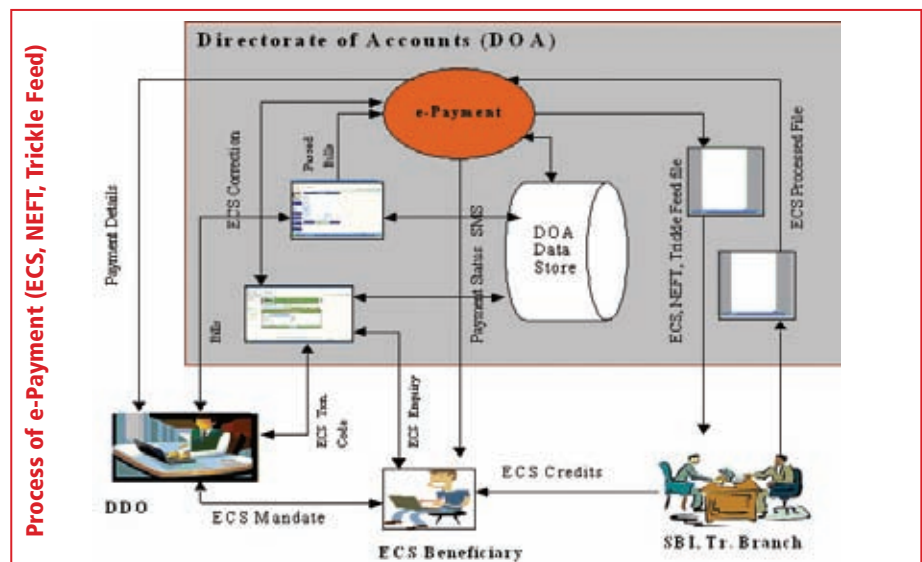 Process of e-Payment (ECS, NEFT, Trickle Feed)
Directorate of Accounts (DOA)
e-Payment
Payment Details
ECS Correction
Passed
Bills
Bills
DOA
Data
Store
Payment Status SMS
ECS, NEFT, Trickle Feed file
ECS Processed File
ECS Txn.
Code
ECS Enquiry
DDO
ECS Mandate
ECS Beneficiary
ECS Credits
SBI, Tr. Branch